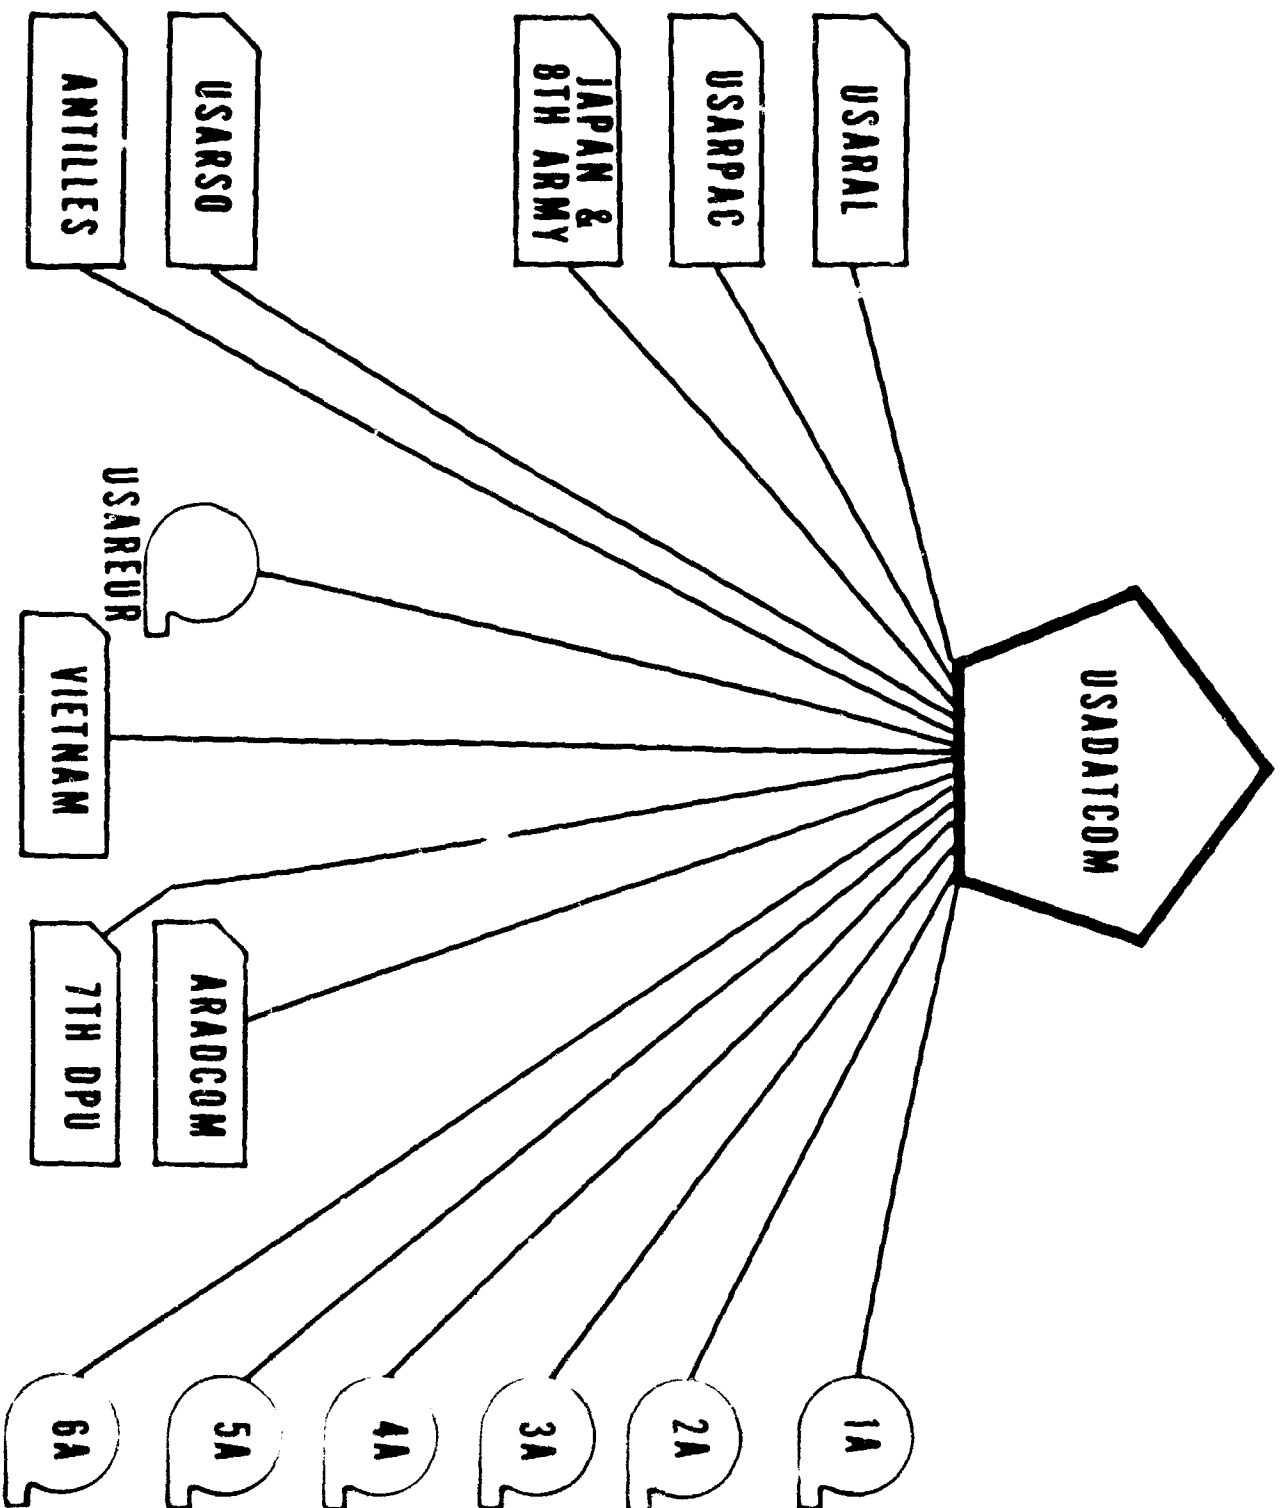 USADATCOM
USARAL
USARPAC
JAPAN &
8TH ARMY
USARSO
ANTILLES
USAREUR
VIETNAM
7TH DPU
ARADCOM
1A
2A
3A
4A
5A
6A